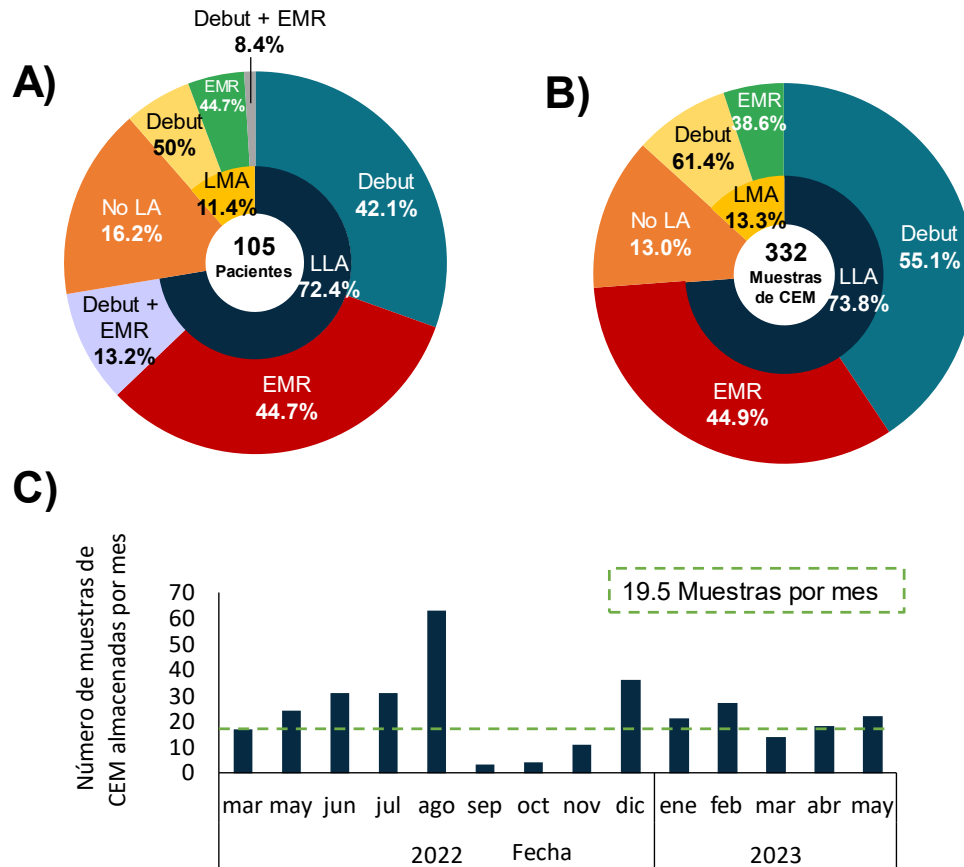 A)
Debut + EMR
8.4%
EMR
44.7%
Debut
50%
LMA
11.4%
Debut
42.1%
No LA
16.2%
105
Pacientes
LLA
72.4%
Debut +
EMR
13.2%
EMR
44.7%
B)
EMR
38.6%
Debut
61.4%
LMA
13.3%
No LA
13.0%
332
Muestras
de CEM
LLA
73.8%
Debut
55.1%
EMR
44.9%
C)
Número de muestras de
CEM almacenadas por mes
19.5 Muestras por mes
70
60
50
40
30
20
10
0
mar may jun jul ago sep oct nov dic ene feb mar abr may
2022 Fecha 2023